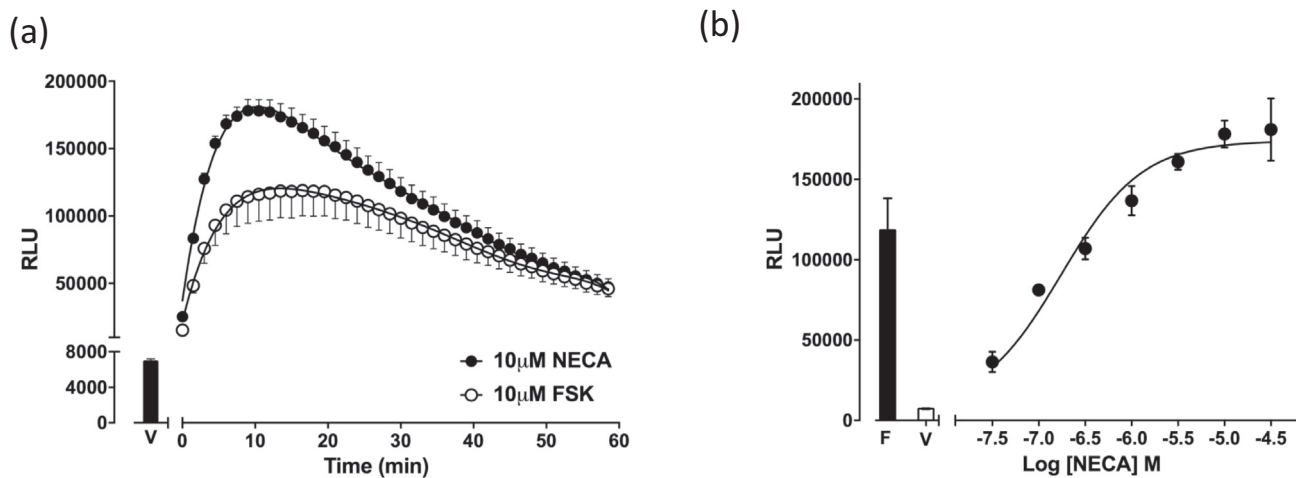 (a)
(b)
RLU
200000
150000
100000
50000
8000
4000
0
V
0
10
20
30
40
50
60
Time (min)
10μM NECA
10μM FSK
RLU
200000
150000
100000
50000
0
F
V
-7.5
-7.0
-6.5
-6.0
-5.5
-5.0
-4.5
Log [NECA] M